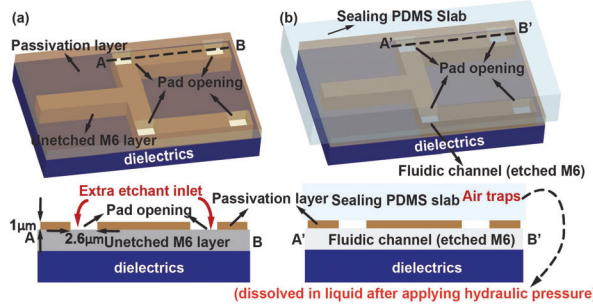 (a)
Passivation layer
A
B
Pad opening
Unetched M6 layer
dielectrics
Extra etchant inlet
Pad opening
Passivation layer
1μm
A
2.6μm
Unetched M6 layer
B
dielectrics
(b)
Sealing PDMS Slab
A'
B'
Pad opening
dielectrics
Fluidic channel (etched M6)
Sealing PDMS slab
Air traps
A'
Fluidic channel (etched M6)
B'
dielectrics
(dissolved in liquid after applying hydraulic pressure)